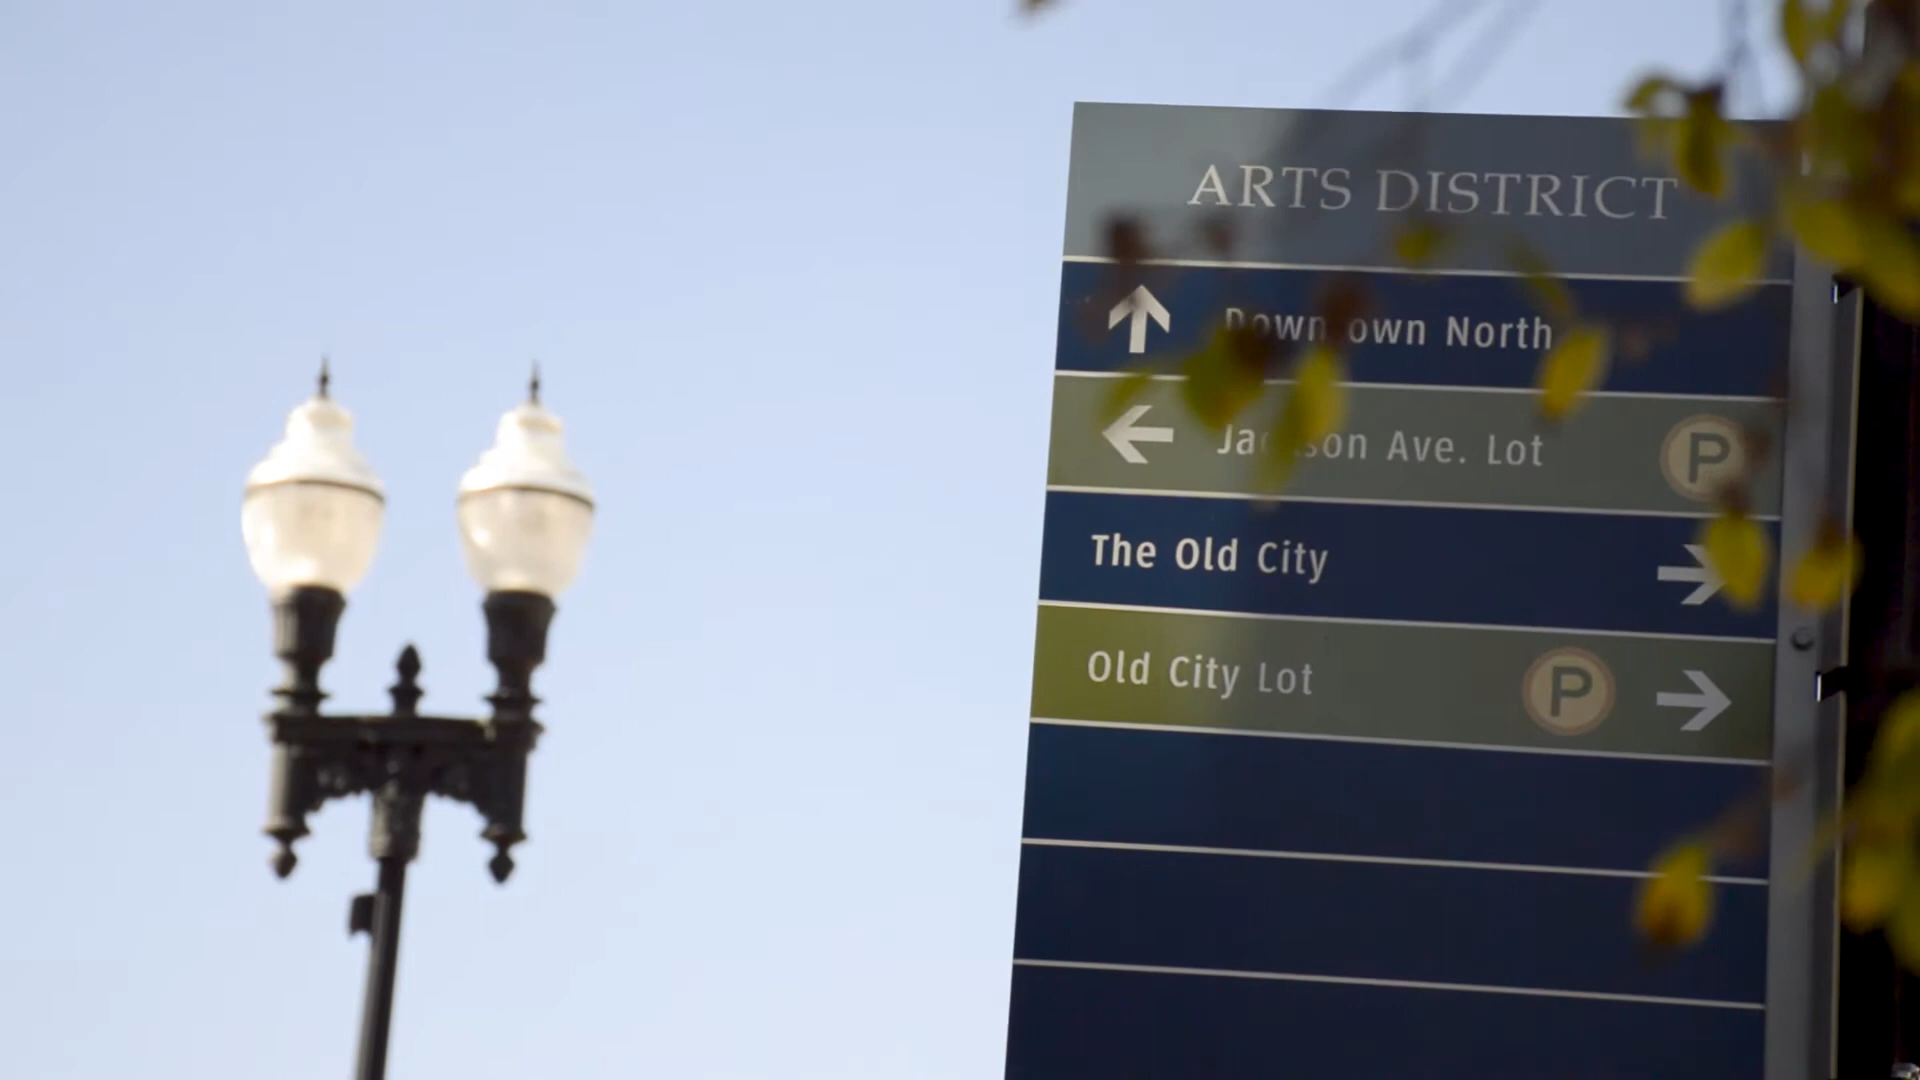 ARTS DISTRICT
Downtown North
Jackson Ave. Lot P
The Old City
Old City Lot P